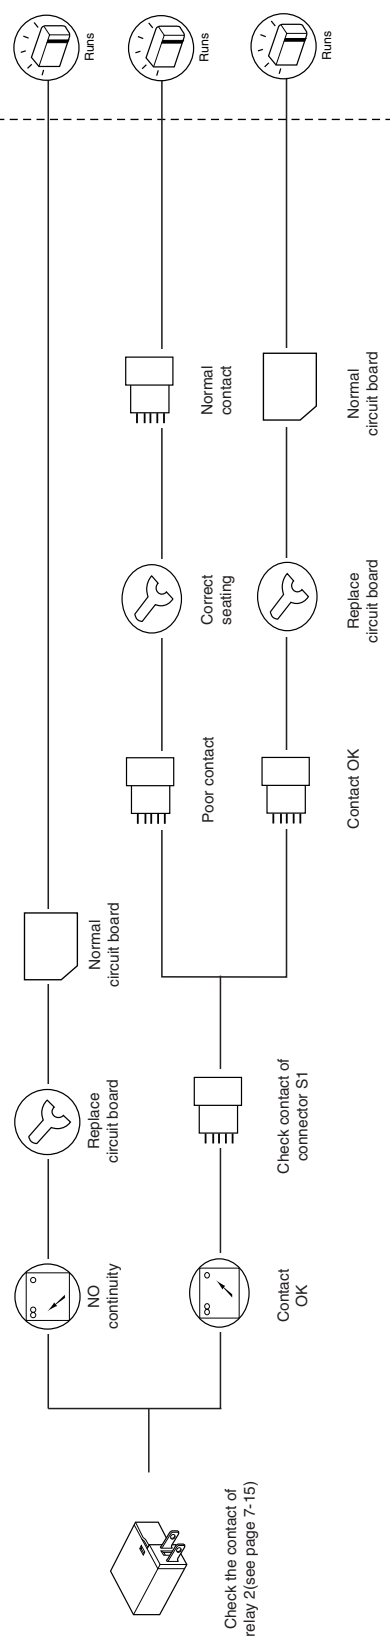 Check the contact of
relay 2(see page 7-15)
NO
continuity
Replace
circuit board
Normal
circuit board
Runs
Contact
OK
Check contact of
connector S1
Poor contact
Correct
seating
Normal
contact
Runs
Contact OK
Replace
circuit board
Normal
circuit board
Runs